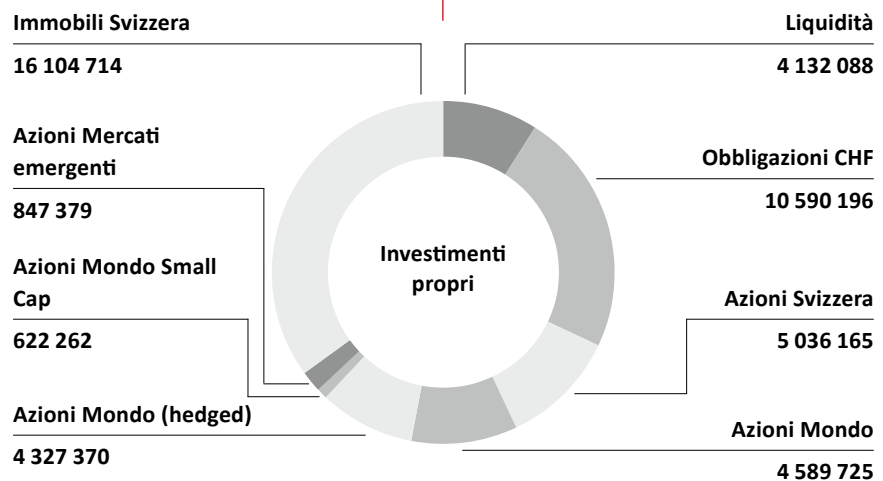 Immobili Svizzera
16 104 714
Azioni Mercati
emergenti
847 379
Azioni Mondo Small
Cap
622 262
Azioni Mondo (hedged)
4 327 370
Investimenti
propri
Liquidità
4 132 088
Obbligazioni CHF
10 590 196
Azioni Svizzera
5 036 165
Azioni Mondo
4 589 725